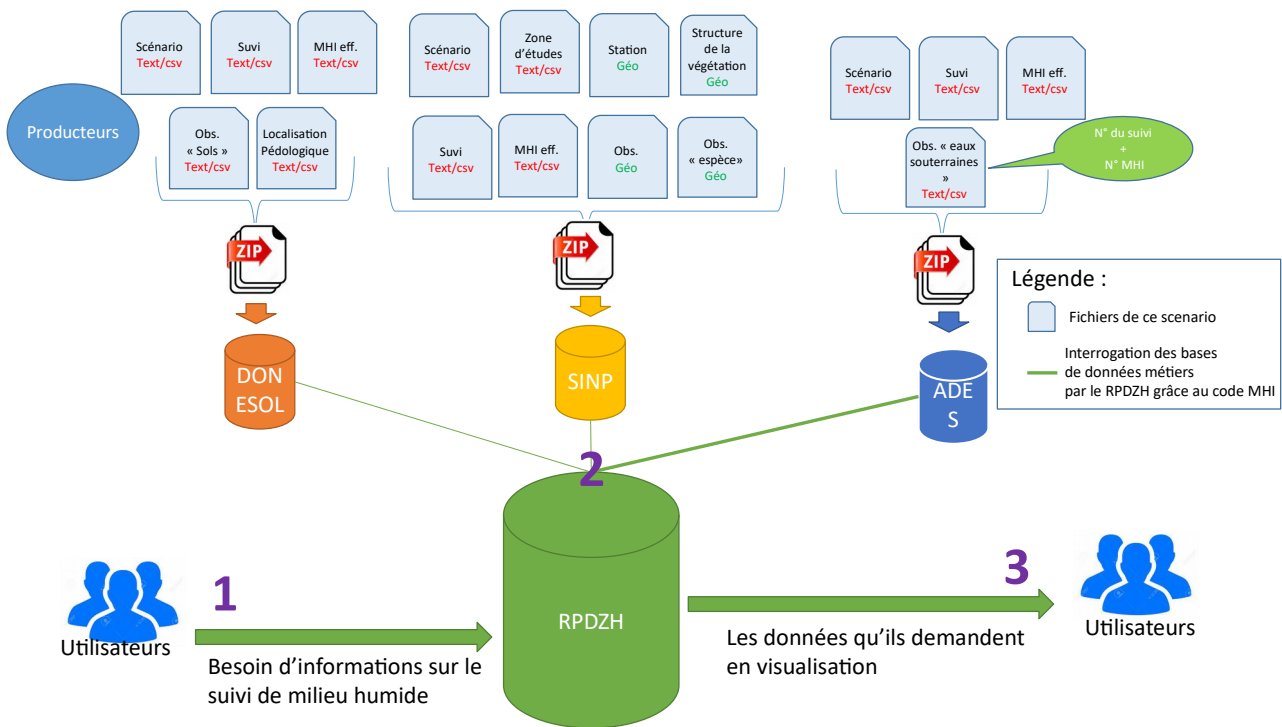 Producteurs
Scénario
Text/csv
Suvi
Text/csv
MHI eff.
Text/csv
Obs.
« Sols »
Text/csv
Localisation
Pédologique
Text/csv
ZIP
DON
ESOL
Scénario
Text/csv
Zone
d'études
Text/csv
Station
Géo
Structure
de la
végétation
Géo
Suvi
Text/csv
MHI eff.
Text/csv
Obs.
Géo
Obs.
« espèce»
Géo
ZIP
SINP
Scénario
Text/csv
Suvi
Text/csv
MHI eff.
Text/csv
Obs. « eaux
souterraines
»
Text/csv
N° du suivi
+
N° MHI
ZIP
ADE
S
Légende :
Fichiers de ce scenario
Interrogation des bases
de données métiers
par le RPDZH grâce au code MHI
Utilisateurs
1
Besoin d'informations sur le
suivi de milieu humide
2
RPDZH
3
Les données qu'ils demandent
en visualisation
Utilisateurs